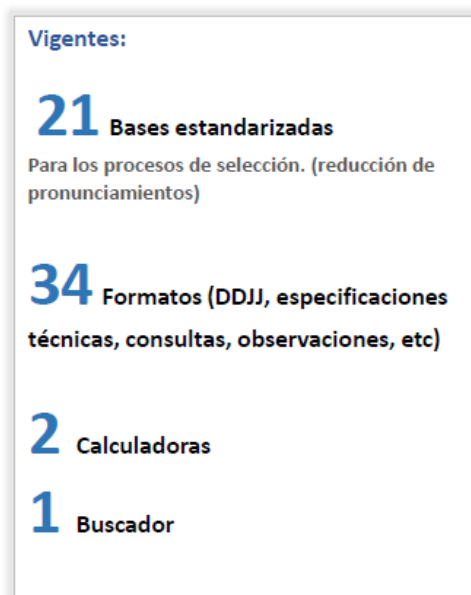 Vigentes:
21 Bases estandarizadas
Para los procesos de selección. (reducción de
pronunciamientos)
34 Formatos (DDJJ, especificaciones
técnicas, consultas, observaciones, etc)
2 Calculadoras
1 Buscador